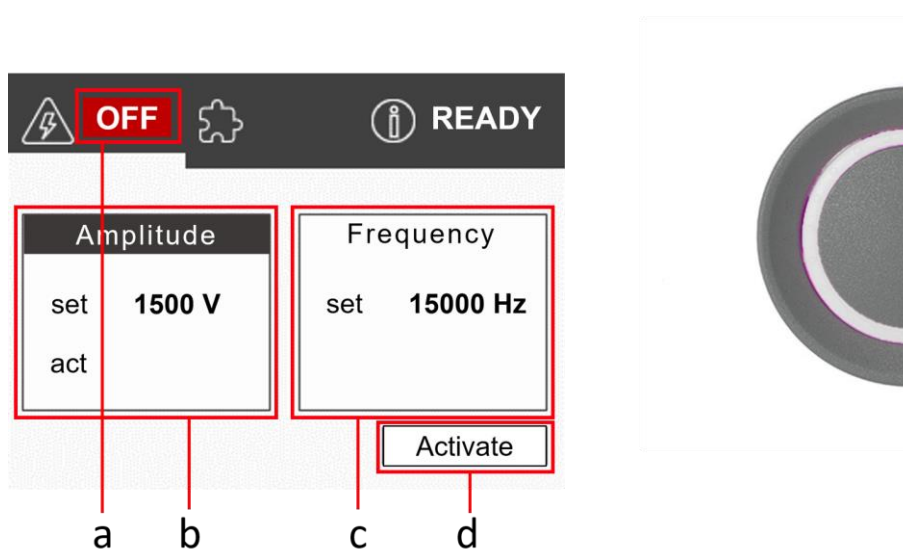 OFF READY
Amplitude Frequency
set 1500 V set 15000 Hz
act
Activate
a b c d